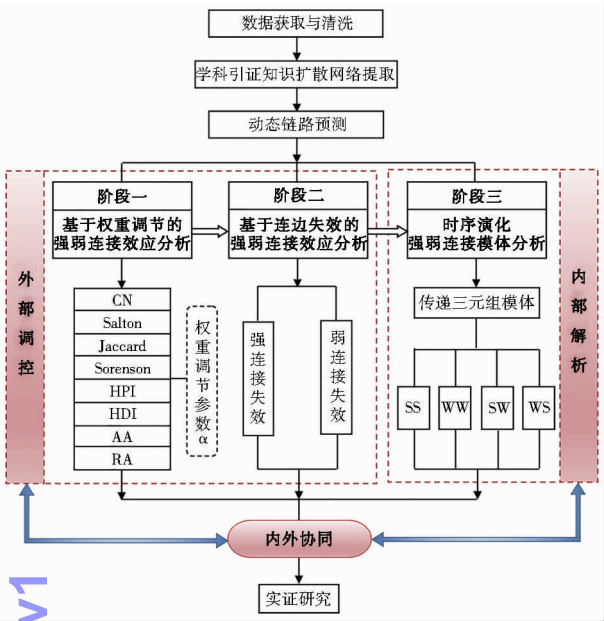 数据获取与清洗
学科引证知识扩散网络提取
动态链路预测
外部调控
阶段一
基于权重调节的
强弱连接效应分析
CN
Salton
Jaccard
Sorenson
HPI
HDI
AA
RA
权重调节参数α
阶段二
基于连边失效的
强弱连接效应分析
强连接失效
弱连接失效
阶段三
时序演化
强弱连接模体分析
传递三元组模体
SS
WW
SW
WS
内部解析
内外协同
实证研究
v1